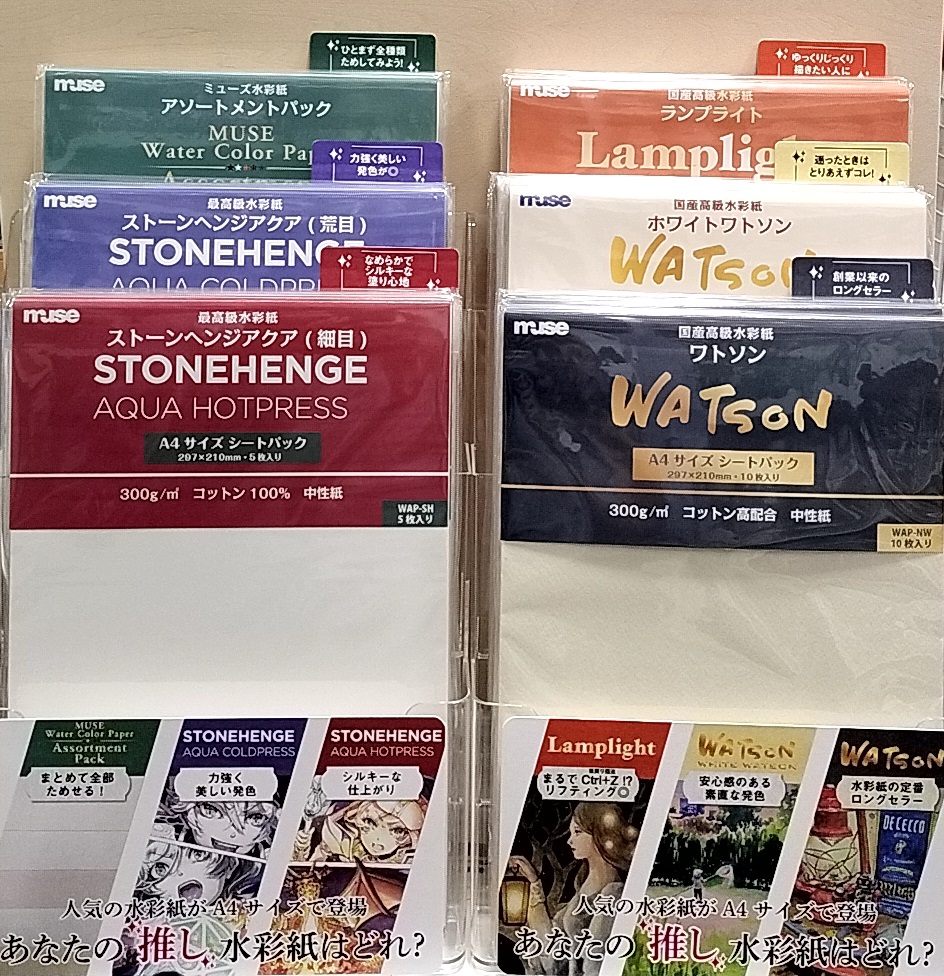 ひとまず全種類
ためしてみよう!
muse
ミューズ水彩紙
アソートメントパック
MUSE
Water Color Pap
力強く美しい
発色が◎
muse
最高級水彩紙
ストーンヘンジアクア(荒目)
STONEHENGE
AQUA COLDPR
なめらかで
シルキーな
塗り心地
muse
最高級水彩紙
ストーンヘンジアクア(細目)
STONEHENGE
AQUA HOTPRESS
A4サイズ シートパック
297×210mm・5枚入り
300g/㎡ コットン100% 中性紙
WAP-SH
5枚入り
ゆっくりじっくり
描きたい人に
muse
国産高級水彩紙
ランプライト
Lamplig
迷ったときは
とりあえずコレ!
muse
国産高級水彩紙
ホワイトワトソン
WATSON
創業以来の
ロングセラー
muse
国産高級水彩紙
ワトソン
WATSON
A4サイズ シートパック
297×210mm・10枚入り
300g/㎡ コットン高配合 中性紙
WAP-NW
10枚入り
MUSE
Water Color Paper
Assortment
Pack
まとめて全部
ためせる!
STONEHENGE
AQUA COLDPRESS
力強く
美しい発色
STONEHENGE
AQUA HOTPRESS
シルキーな
仕上がり
人気の水彩紙がA4サイズで登場
あなたの推し水彩紙はどれ?
Lamplight
まるでCtrl+Z!?
リフティング◎
WATSON
WHITE WATSON
安心感のある
素直な発色
WATSON
水彩紙の定番
ロングセラー
DE CECCO
人気の水彩紙がA4サイズで登場
あなたの推し水彩紙はどれ?